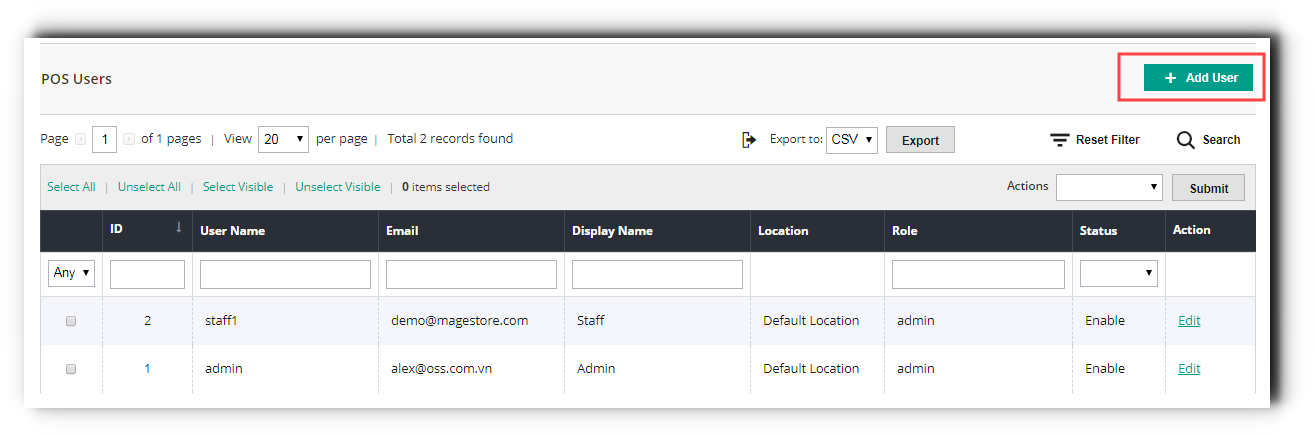 POS Users
+ Add User
Page 1 of 1 pages | View 20 per page | Total 2 records found Export to: CSV Export Reset Filter Search
Select All | Unselect All | Select Visible | Unselect Visible | 0 items selected Actions Submit
ID ↓ User Name Email Display Name Location Role Status Action
Any
2 staff1 demo@magestore.com Staff Default Location admin Enable Edit
1 admin alex@oss.com.vn Admin Default Location admin Enable Edit